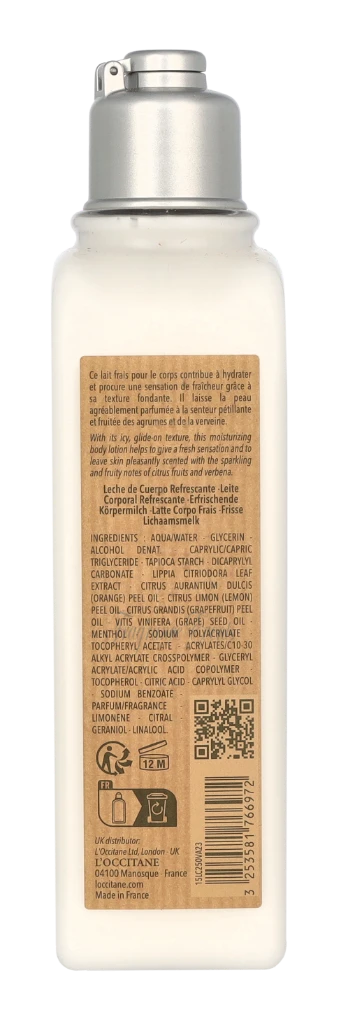 Ce lait frais pour le corps contribue à hydrater
et procure une sensation de fraîcheur grâce à
sa texture fondante. Il laisse la peau
agréablement parfumée à la senteur pétillante
et fruitée des agrumes et de la verveine.
With its icy, glide-on texture, this moisturizing
body lotion helps to give a fresh sensation and to
leave skin pleasantly scented with the sparkling
and fruity notes of citrus fruits and verbena.
Leche de Cuerpo Refrescante -Leite
Corporal Refrescante -Erfrischende
Körpermilch -Latte Corpo Frais -Frisse
Lichaamsmelk
INGREDIENTS : AQUA/WATER - GLYCERIN -
ALCOHOL DENAT. - CAPRYLIC/CAPRIC
TRIGLYCERIDE - TAPIOCA STARCH - DICAPRYLYL
CARBONATE - LIPPIA CITRIODORA LEAF
EXTRACT - CITRUS AURANTIUM DULCIS
(ORANGE) PEEL OIL - CITRUS LIMON (LEMON)
PEEL OIL - CITRUS GRANDIS (GRAPEFRUIT) PEEL
OIL - VITIS VINIFERA (GRAPE) SEED OIL -
MENTHOL - SODIUM POLYACRYLATE -
TOCOPHERYL ACETATE - ACRYLATES/C10-30
ALKYL ACRYLATE CROSSPOLYMER - GLYCERYL
ACRYLATE/ACRYLIC ACID COPOLYMER -
TOCOPHEROL - CITRIC ACID - CAPRYLYL GLYCOL
- SODIUM BENZOATE -
PARFUM/FRAGRANCE -
LIMONENE - CITRAL -
GERANIOL - LINALOOL.
12 M
FR
UK distributor:
L'Occitane Ltd, London - UK
L'OCCITANE
04100 Manosque France
loccitane.com
Made in France
15LC250VA23
3 253581 766972